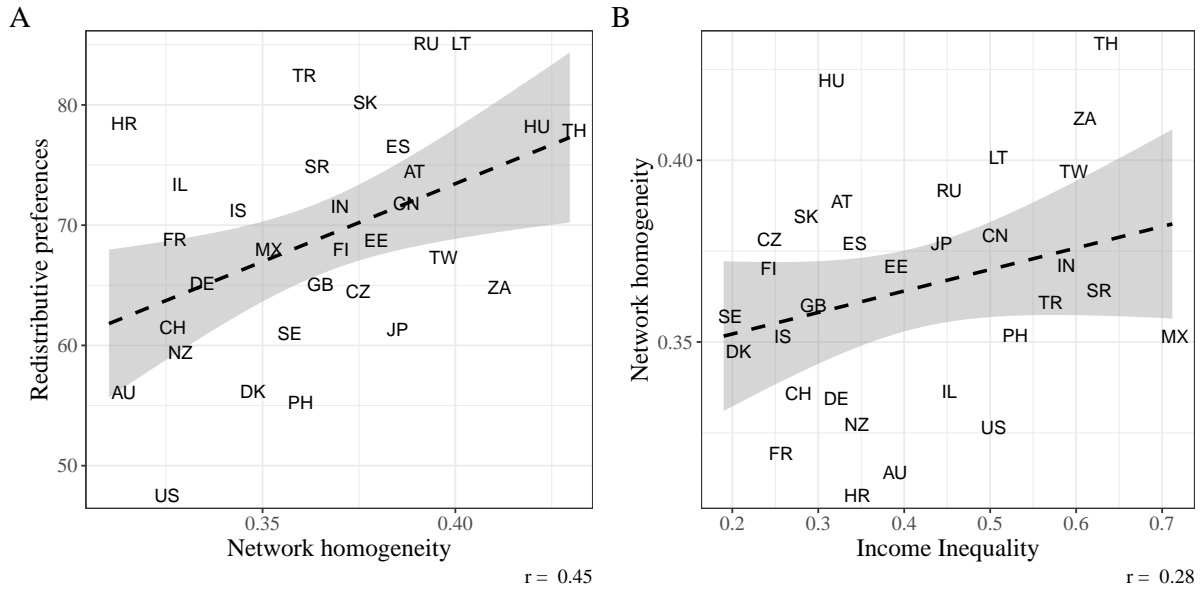 A
Redistributive preferences
80
70
60
50
RU LT
TR
SK
HR
HU TH
ES
SR
AT
IL
IN
CN
IS
FR
MX
FI
EE
TW
DE
GB
CZ
ZA
CH
SE
JP
NZ
AU
DK
PH
US
0.35
0.40
Network homogeneity
r = 0.45
B
Network homogeneity
0.40
0.35
TH
HU
ZA
LT
TW
RU
AT
SK
CZ
ES
JP
CN
FI
EE
IN
SR
GB
TR
SE
IS
PH
MX
DK
CH
DE
IL
NZ
US
FR
AU
HR
0.2
0.3
0.4
0.5
0.6
0.7
Income Inequality
r = 0.28